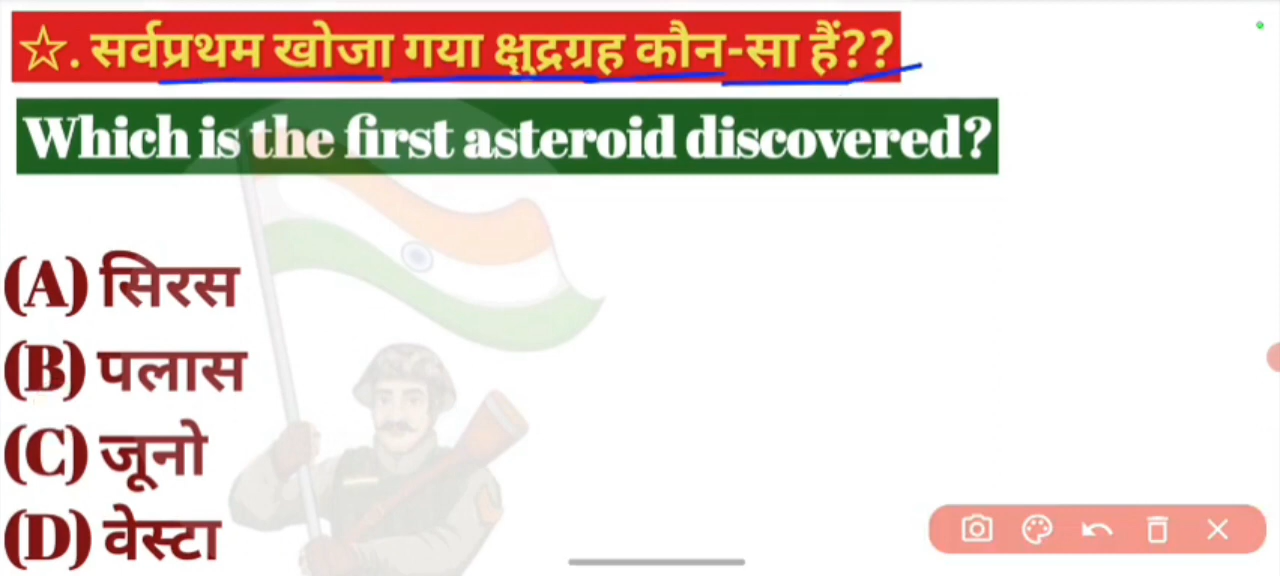 ☆. सर्वप्रथम खोजा गया क्षुद्रग्रह कौन-सा हैं??
Which is the first asteroid discovered?
(A) सिरस
(B) पलास
(C) जूनो
(D) वेस्टा